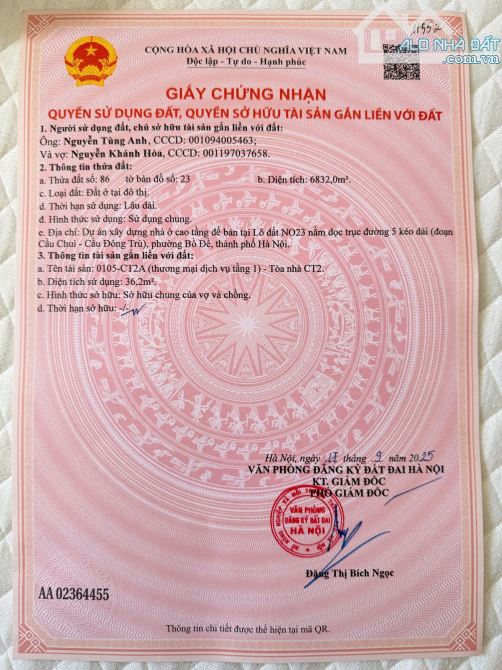 ALO NHÀ ĐẤT
.com.vn
CỘNG HÒA XÃ HỘI CHỦ NGHĨA VIỆT NAM
Độc lập - Tự do - Hạnh phúc
GIẤY CHỨNG NHẬN
QUYỀN SỬ DỤNG ĐẤT, QUYỀN SỞ HỮU TÀI SẢN GẮN LIỀN VỚI ĐẤT
1. Người sử dụng đất, chủ sở hữu tài sản gắn liền với đất:
Ông: Nguyễn Tùng Anh, CCCD: 001094005463;
Và vợ: Nguyễn Khánh Hòa, CCCD: 001197037658.
2. Thông tin thửa đất:
a. Thửa đất số: 86 tờ bản đồ số: 23 b. Diện tích: 6832,0m².
c. Loại đất: Đất ở tại đô thị.
d. Thời hạn sử dụng: Lâu dài.
đ. Hình thức sử dụng: Sử dụng chung.
e. Địa chỉ: Dự án xây dựng nhà ở cao tầng để bán tại Lô đất NO23 nằm dọc trục đường 5 kéo dài (đoạn
Cầu Chui - Cầu Đông Trù), phường Bồ Đề, thành phố Hà Nội.
3. Thông tin tài sản gắn liền với đất:
a. Tên tài sản: 0105-C12A (thương mại dịch vụ tầng 1) - Tòa nhà CT2.
b. Diện tích sử dụng: 36,2m².
c. Hình thức sở hữu: Sở hữu chung của vợ và chồng.
d. Thời hạn sở hữu: -/-
Hà Nội, ngày 17 tháng 9 năm 2025
VĂN PHÒNG ĐĂNG KÝ ĐẤT ĐAI HÀ NỘI
KT. GIÁM ĐỐC
PHÓ GIÁM ĐỐC
VĂN PHÒNG
ĐĂNG KÝ ĐẤT ĐAI
HÀ NỘI
Đặng Thị Bích Ngọc
AA 02364455
Thông tin chi tiết được thể hiện tại mã QR.